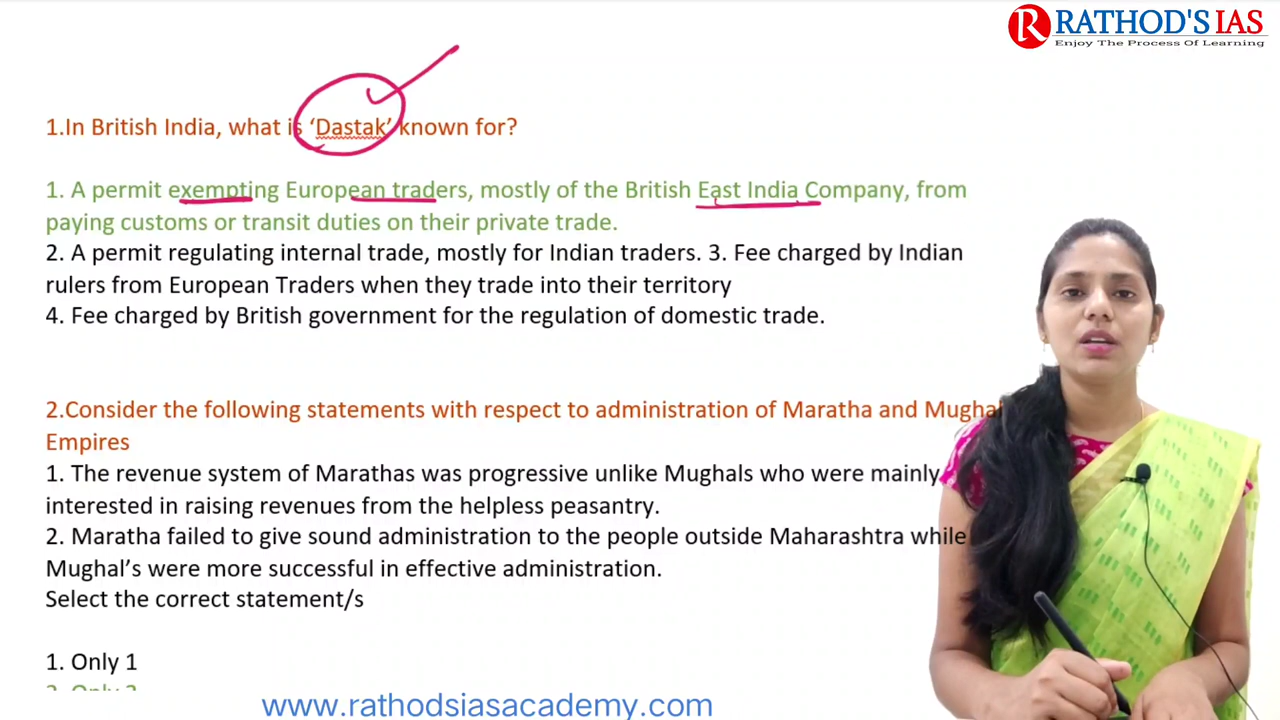 RATHOD'S IAS
Enjoy The Process Of Learning
1.In British India, what is ‘Dastak’ known for?
1. A permit exempting European traders, mostly of the British East India Company, from
paying customs or transit duties on their private trade.
2. A permit regulating internal trade, mostly for Indian traders. 3. Fee charged by Indian
rulers from European Traders when they trade into their territory
4. Fee charged by British government for the regulation of domestic trade.
2.Consider the following statements with respect to administration of Maratha and Mughal
Empires
1. The revenue system of Marathas was progressive unlike Mughals who were mainly
interested in raising revenues from the helpless peasantry.
2. Maratha failed to give sound administration to the people outside Maharashtra while
Mughal’s were more successful in effective administration.
Select the correct statement/s
1. Only 1
www.rathodsiasacademy.com